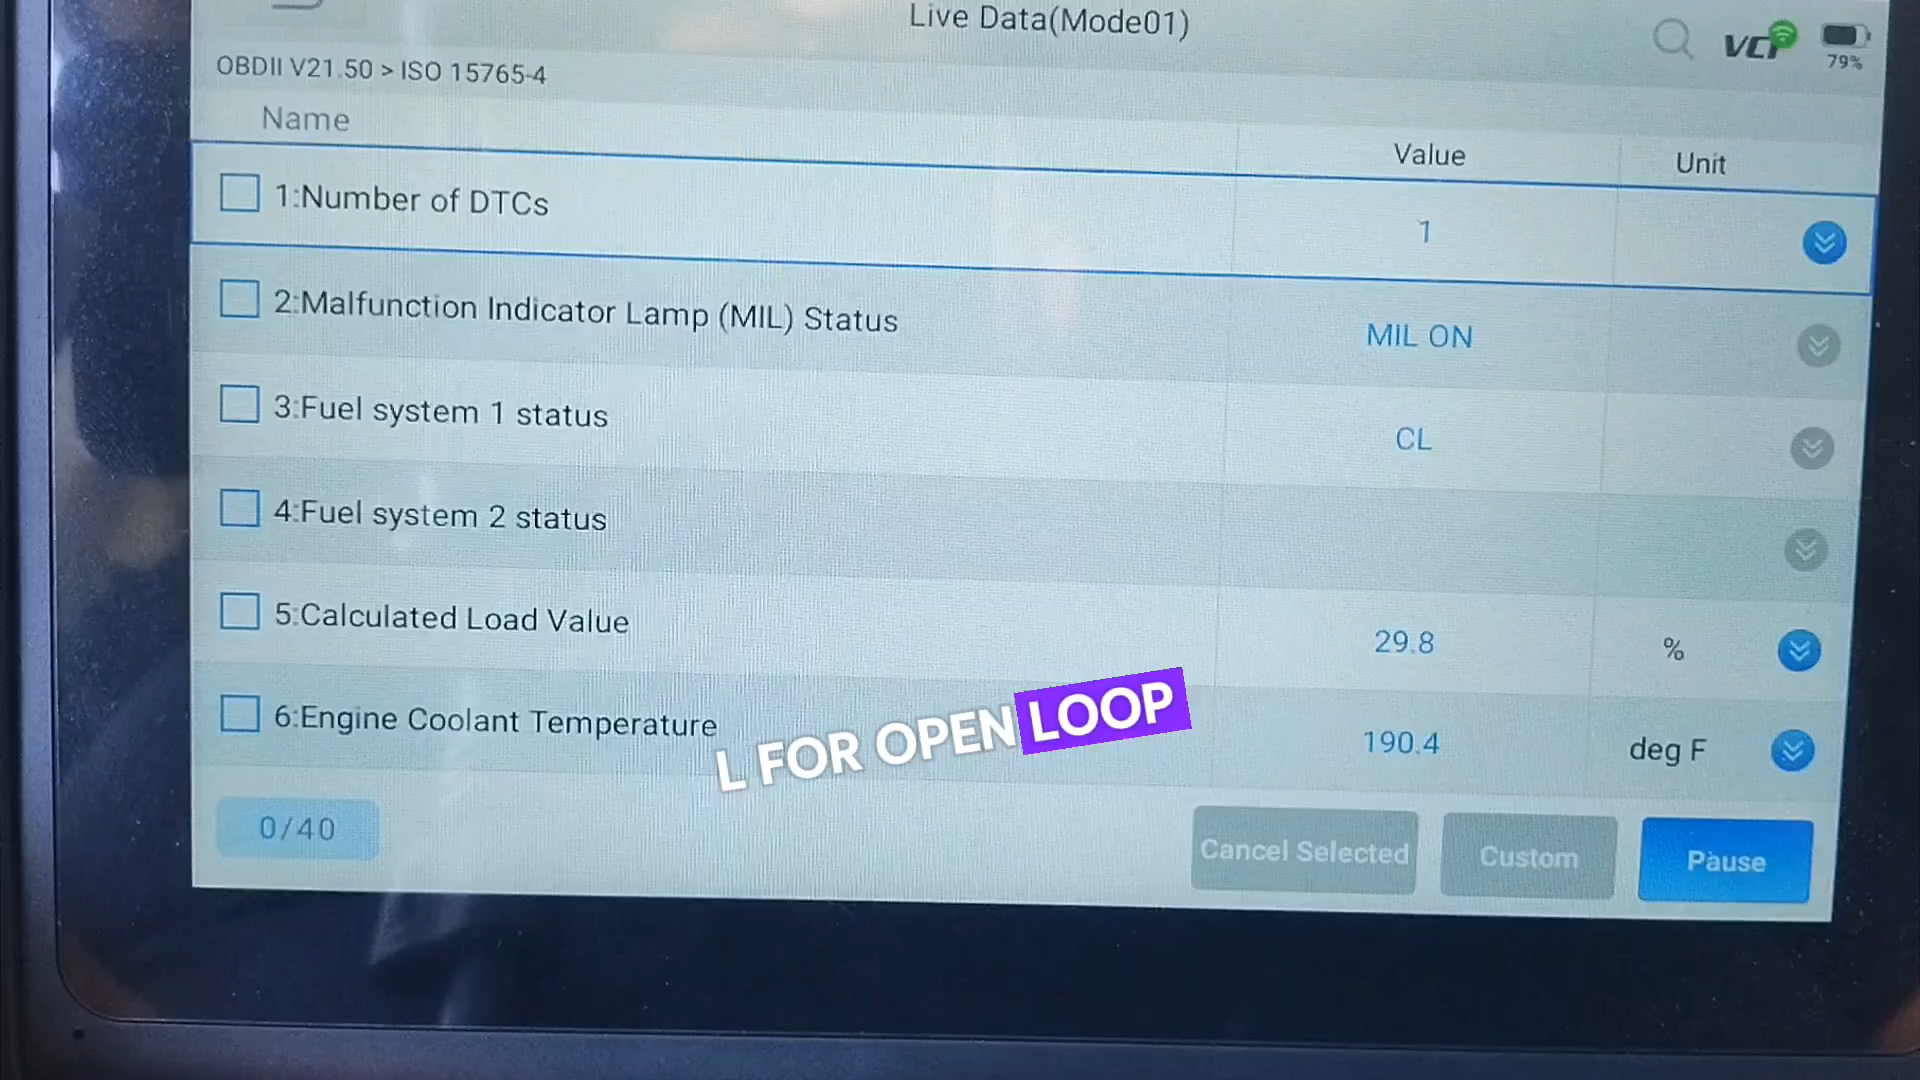 Live Data(Mode01)
VCI
79%
OBDII V21.50 > ISO 15765-4
Name
Value
Unit
1:Number of DTCs
1
2:Malfunction Indicator Lamp (MIL) Status
MIL ON
3:Fuel system 1 status
CL
4:Fuel system 2 status
5:Calculated Load Value
29.8
%
6:Engine Coolant Temperature
190.4
deg F
L FOR OPEN LOOP
0/40
Cancel Selected
Custom
Pause